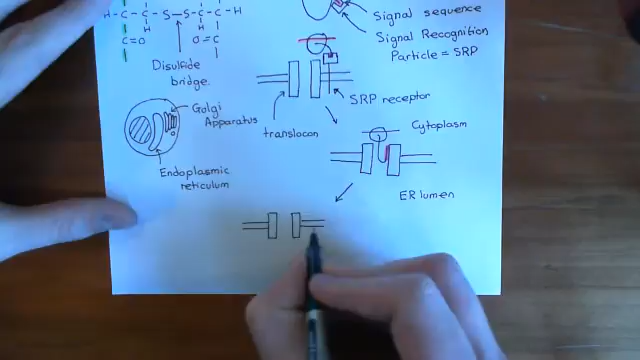 H-C-C-S-S-C-C-H
H
H
C=O
O=C
Disulfide
bridge.
Signal sequence
Signal Recognition
Particle = SRP
SRP receptor
translocon
Golgi
Apparatus
Endoplasmic
reticulum
Cytoplasm
ER lumen